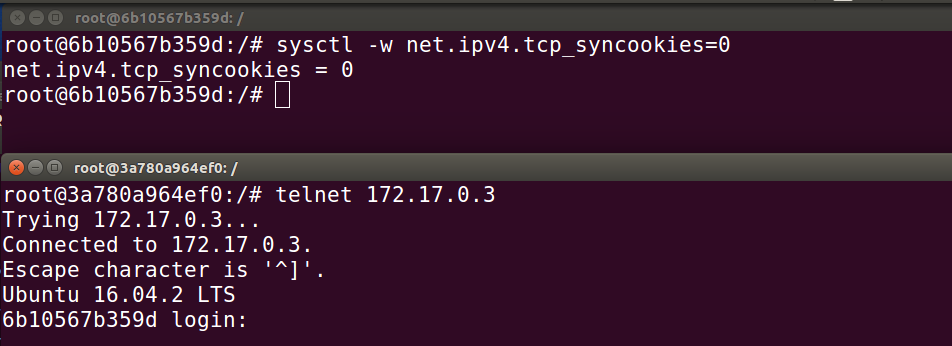 root@6b10567b359d: /
root@6b10567b359d:/# sysctl -w net.ipv4.tcp_syncookies=0
net.ipv4.tcp_syncookies = 0
root@6b10567b359d:/#
root@3a780a964ef0: /
root@3a780a964ef0:/# telnet 172.17.0.3
Trying 172.17.0.3...
Connected to 172.17.0.3.
Escape character is '^]'.
Ubuntu 16.04.2 LTS
6b10567b359d login: